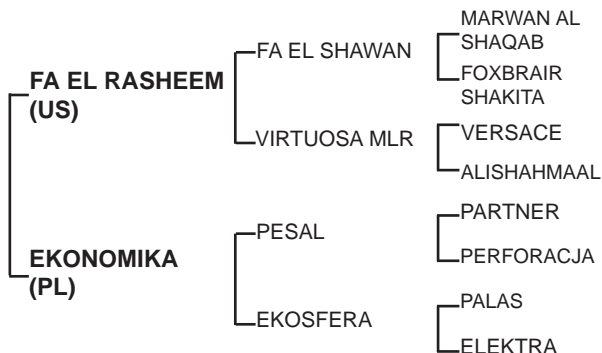 MARWAN AL
SHAQAB
FA EL SHAWAN
FOXBRAIR
SHAKITA
FA EL RASHEEM
(US)
VERSACE
VIRTUOSA MLR
ALISHAHMAAL
PARTNER
PESAL
PERFORACJA
EKONOMIKA
(PL)
PALAS
EKOSFERA
ELEKTRA